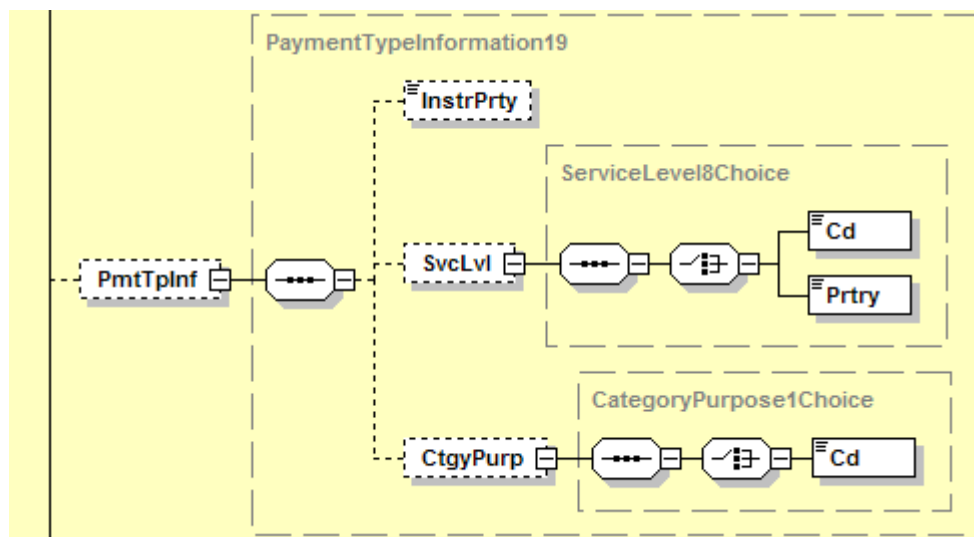 PaymentTypeInformation19
InstrPrty
ServiceLevel8Choice
Cd
PmtTpInf
SvcLvl
Prtry
CategoryPurpose1Choice
CtgyPurp
Cd